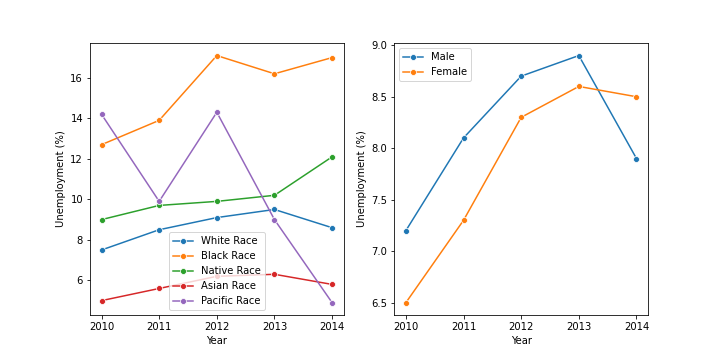 Unemployment (%)
16
14
12
10
8
6
White Race
Black Race
Native Race
Asian Race
Pacific Race
2010 2011 2012 2013 2014
Year
Unemployment (%)
9.0
8.5
8.0
7.5
7.0
6.5
Male
Female
2010 2011 2012 2013 2014
Year